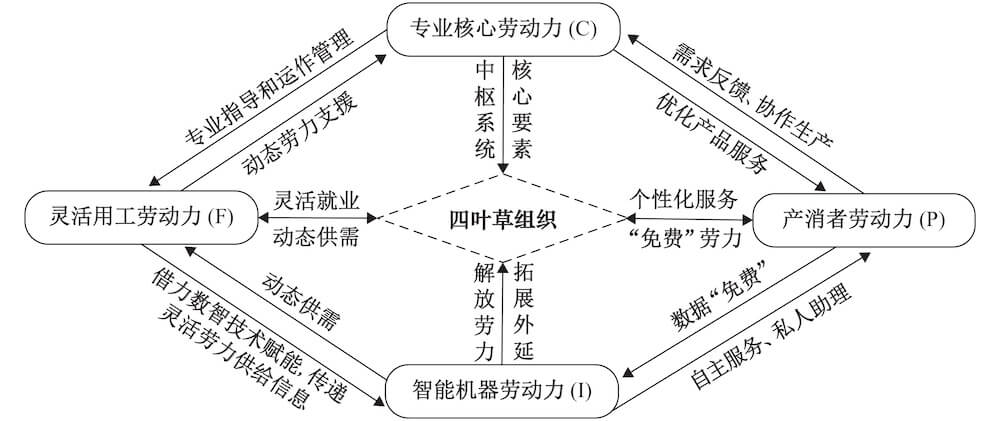 专业核心劳动力 (C)
专业指导和运作管理
动态劳力支援
中枢系统
核心要素
需求反馈、协作生产
优化产品服务
灵活用工劳动力 (F)
灵活就业
动态供需
四叶草组织
个性化服务
“免费”劳力
产消者劳动力 (P)
动态供需
借力数智技术赋能, 传递
灵活劳力供给信息
解放劳力
拓展外延
数据“免费”
自主服务、私人助理
智能机器劳动力 (I)